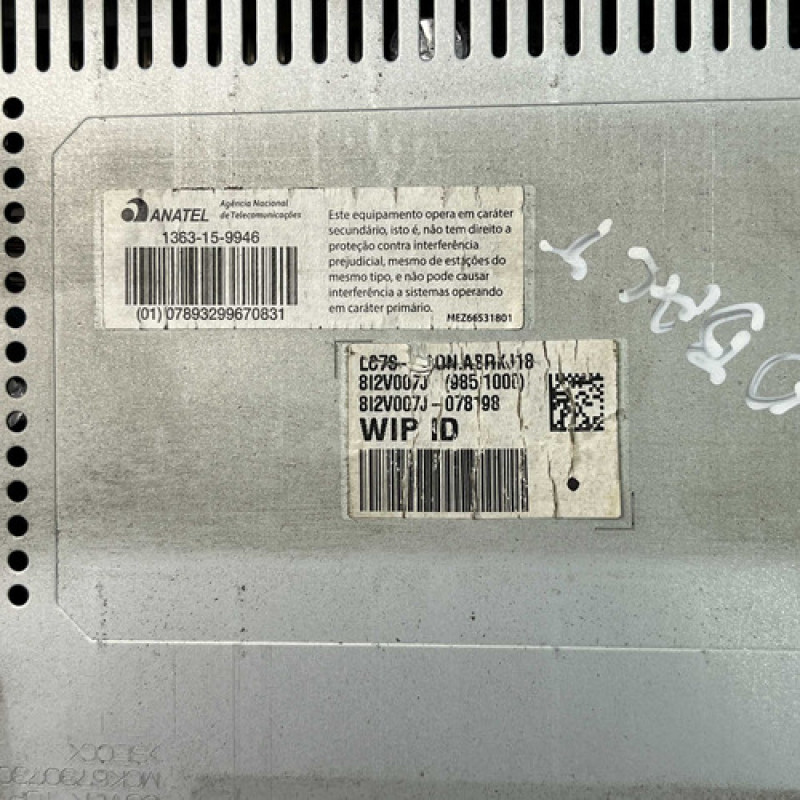 ANATEL
Agência Nacional
de Telecomunicações
1363-15-9946
(01) 07893299670831
Este equipamento opera em caráter
secundário, isto é, não tem direito a
proteção contra interferência
prejudicial, mesmo de estações do
mesmo tipo, e não pode causar
interferência a sistemas operando
em caráter primário.
MEZ66531801
8I2V007J (985/1000)
8I2V007J-078198
WIP ID